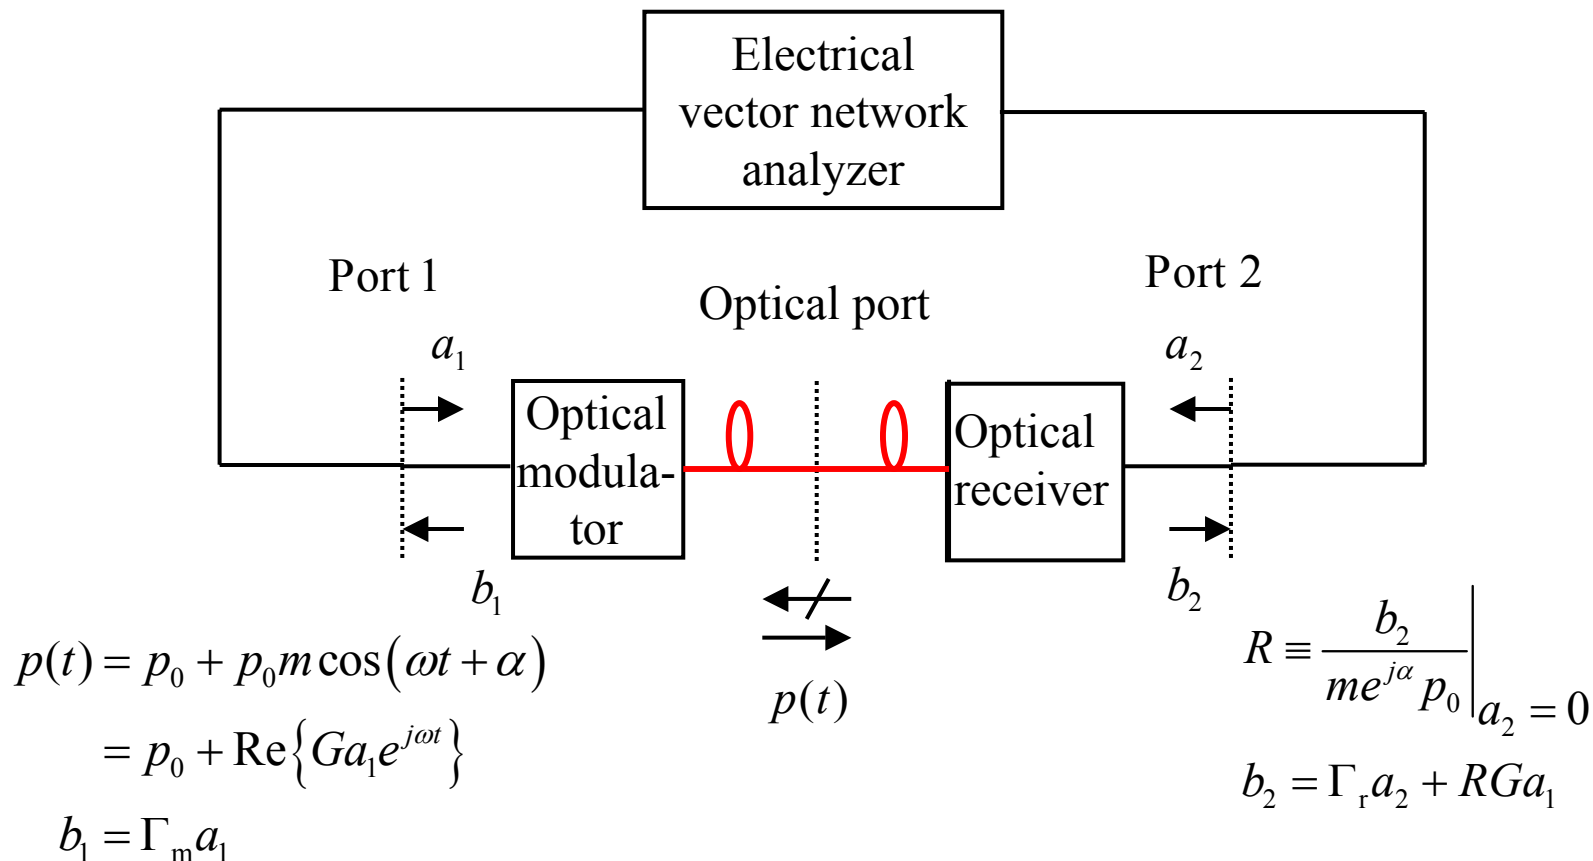 Electrical
vector network
analyzer
Port 1
Port 2
Optical port
a₁
a₂
Optical
modula-
tor
Optical
receiver
b₁
b₂
p(t)
p(t) = p₀ + p₀m cos(ωt + α)
= p₀ + Re{Ga₁e^{jωt}}
b₁ = Γₘa₁
R ≡ b₂ / (me^{jα} p₀) |_{a₂ = 0}
b₂ = Γᵣa₂ + RGa₁